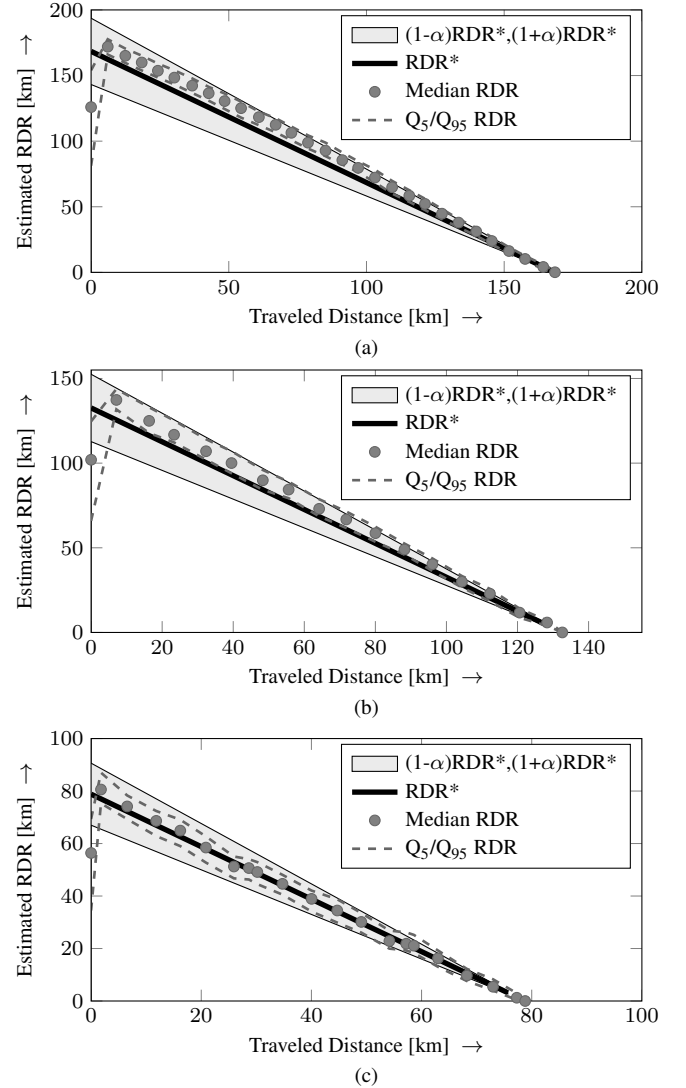 200
150
100
50
0
Estimated RDR [km] →
(1-α)RDR*,(1+α)RDR*
RDR*
Median RDR
Q5/Q95 RDR
0 50 100 150 200
Traveled Distance [km] →
(a)
150
100
50
0
Estimated RDR [km] →
(1-α)RDR*,(1+α)RDR*
RDR*
Median RDR
Q5/Q95 RDR
0 20 40 60 80 100 120 140
Traveled Distance [km] →
(b)
100
80
60
40
20
0
Estimated RDR [km] →
(1-α)RDR*,(1+α)RDR*
RDR*
Median RDR
Q5/Q95 RDR
0 20 40 60 80 100
Traveled Distance [km] →
(c)